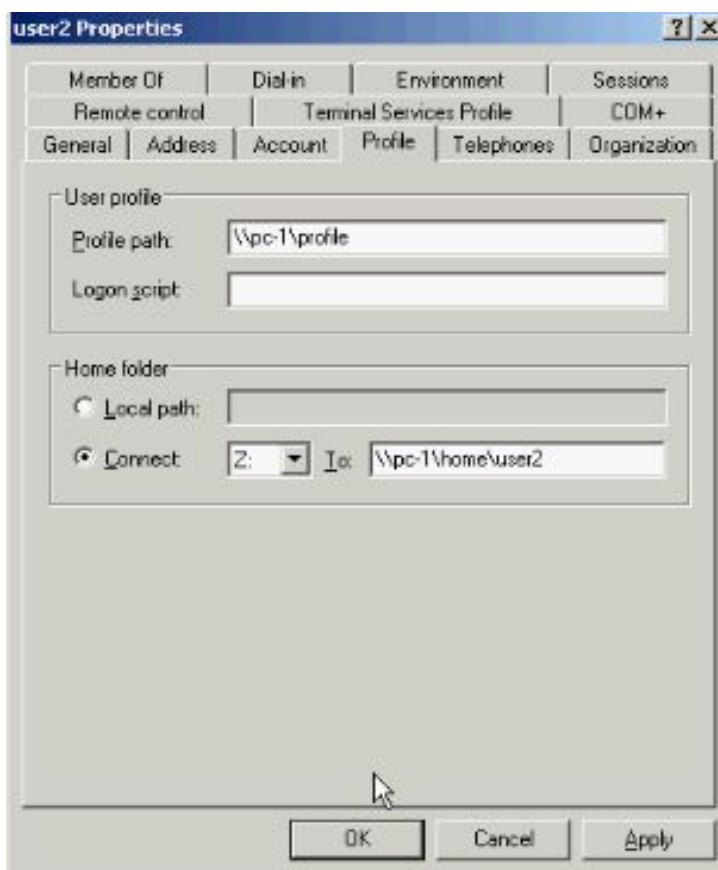 user2 Properties
Member Of Dial-in Environment Sessions
Remote control Terminal Services Profile COM+
General Address Account Profile Telephones Organization
User profile
Profile path: \\pc-1\profile
Logon script:
Home folder
Local path:
Connect: Z: To: \\pc-1\home\user2
OK Cancel Apply